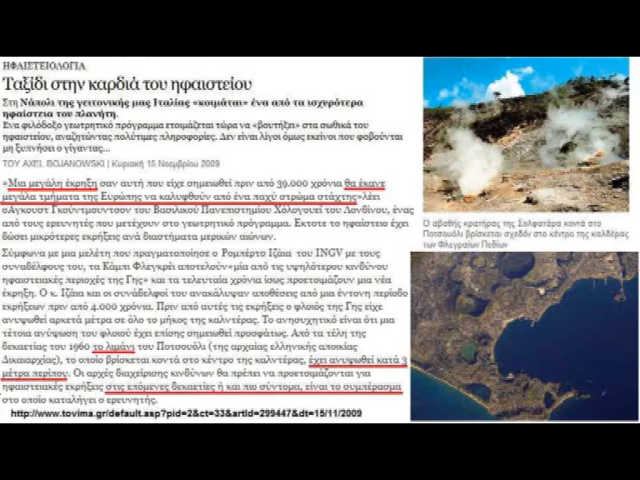 ΗΦΑΙΣΤΕΙΟΛΟΓΙΑ
Ταξίδι στην καρδιά του ηφαιστείου
Στη Νάπολι της γειτονικής μας Ιταλίας «κοιμάται» ένα από τα ισχυρότερα
ηφαίστεια του πλανήτη.
Ενα φιλόδοξο γεωτρητικό πρόγραμμα ετοιμάζεται τώρα να «βουτήξει» στα σωθικά του
ηφαιστείου, αναζητώντας πολύτιμες πληροφορίες. Δεν είναι λίγοι όμως εκείνοι που φοβούνται
μη ξυπνήσει ο γίγαντας...
ΤΟΥ AXEL BOJANOWSKI | Κυριακή 15 Νοεμβρίου 2009
«Μια μεγάλη έκρηξη σαν αυτή που είχε σημειωθεί πριν από 39.000 χρόνια θα έκανε
μεγάλα τμήματα της Ευρώπης να καλυφθούν από ένα παχύ στρώμα στάχτης»λέει
οΑγκουστ Γκούντμουντσον του Βασιλικού Πανεπιστημίου Χόλογουεϊ του Λονδίνου, ένας
από τους ερευνητές που μετέχουν στο γεωτρητικό πρόγραμμα. Εκτοτε το ηφαίστειο έχει
δώσει μικρότερες εκρήξεις ανά διαστήματα μερικών αιώνων.
Σύμφωνα με μια μελέτη που πραγματοποίησε ο Ρομπέρτο Ιζάια του INGV με τους
συναδέλφους του, τα Κάμπι Φλεγκρέι αποτελούν«μία από τις υψηλότερου κινδύνου
ηφαιστειακές περιοχές της Γης» και τα τελευταία χρόνια ίσως προετοιμάζουν μια νέα
έκρηξη. Ο κ. Ιζάια και οι συνάδελφοί του ανακάλυψαν αποθέσεις από μια έντονη περίοδο
εκρήξεων πριν από 4.000 χρόνια. Πριν από αυτές τις εκρήξεις ο φλοιός της Γης είχε
ανυψωθεί αρκετά μέτρα σε όλο το μήκος της καλντέρας. Το ανησυχητικό είναι ότι μια
τέτοια ανύψωση του φλοιού έχει επίσης σημειωθεί προσφάτως. Από τα τέλη της
δεκαετίας του 1960 το λιμάνι του Ποτσουόλι (της αρχαίας ελληνικής αποικίας
Δικαιαρχίας), το οποίο βρίσκεται κοντά στο κέντρο της καλντέρας, έχει ανυψωθεί κατά 3
μέτρα περίπου. Οι αρχές διαχείρισης κινδύνων θα πρέπει να προετοιμάζονται για
ηφαιστειακές εκρήξεις στις επόμενες δεκαετίες ή και πιο σύντομα, είναι το συμπέρασμα
στο οποίο καταλήγει ο ερευνητής.
http://www.tovima.gr/default.asp?pid=2&ct=33&artId=299447&dt=15/11/2009
Ο αβαθής κρατήρας της Σολφατάρα κοντά στο
Ποτσουόλι βρίσκεται σχεδόν στο κέντρο της καλδέρας
των Φλεγραίων Πεδίων